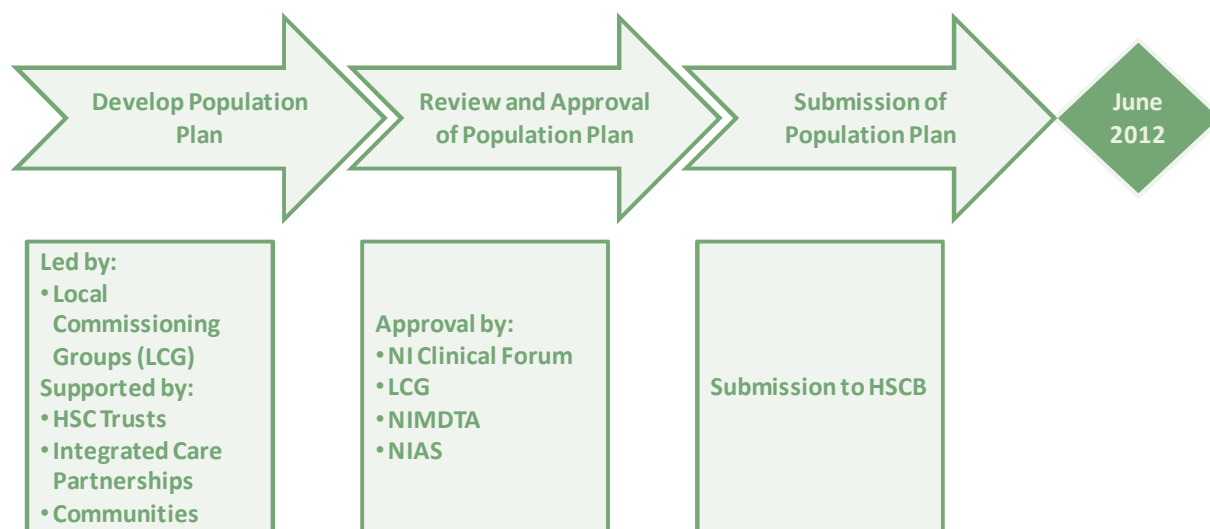 Develop Population
Plan
Review and Approval
of Population Plan
Submission of
Population Plan
June
2012
Led by:
• Local
Commissioning
Groups (LCG)
Supported by:
• HSC Trusts
• Integrated Care
Partnerships
• Communities
Approval by:
• NI Clinical Forum
• LCG
• NIMDTA
• NIAS
Submission to HSCB